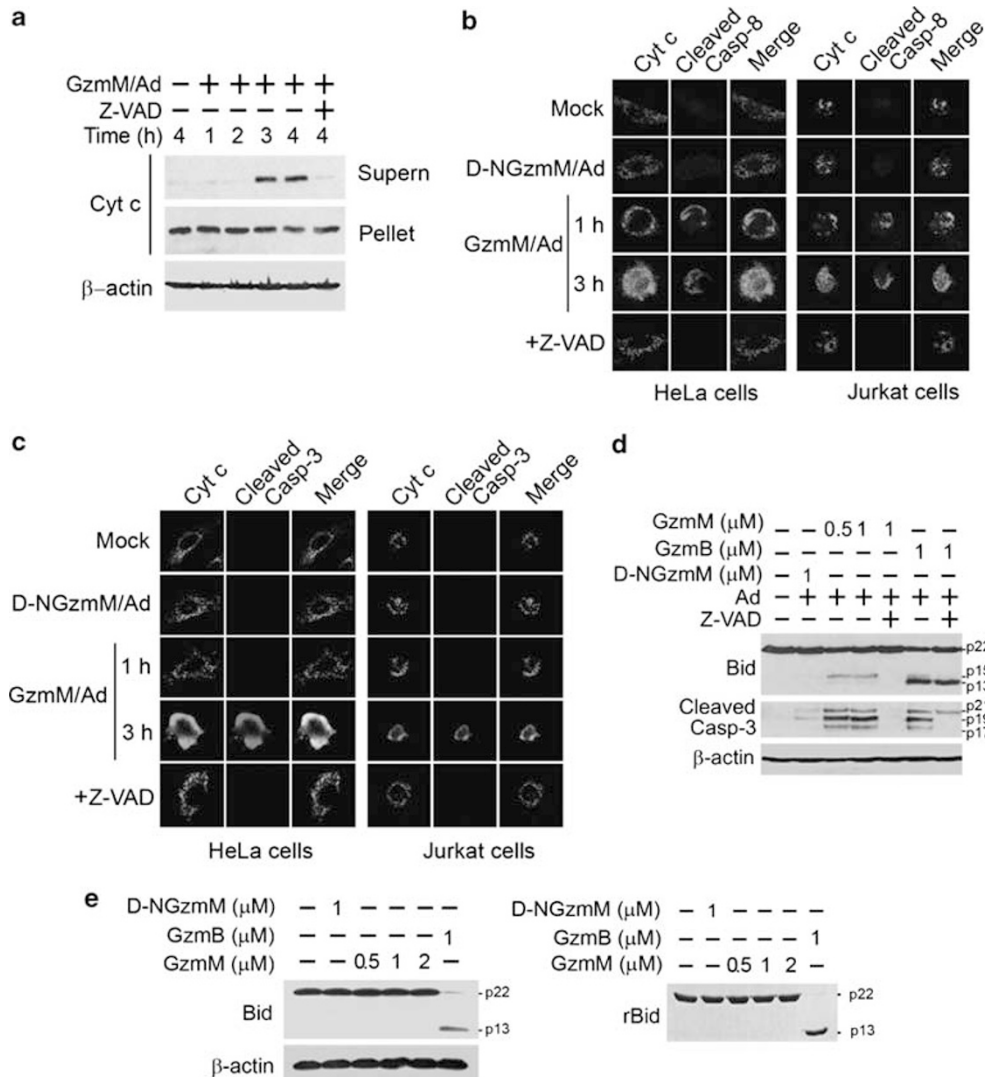 a
GzmM/Ad – + + + + +
Z-VAD +
Time (h) 4 1 2 3 4 4
Cyt c
Supern
Pellet
β–actin
b
Cyt c
Cleaved Casp-8
Merge
Cyt c
Cleaved Casp-8
Merge
Mock
D-NGzmM/Ad
GzmM/Ad
1 h
3 h
+Z-VAD
HeLa cells
Jurkat cells
c
Cyt c
Cleaved Casp-3
Merge
Cyt c
Cleaved Casp-3
Merge
Mock
D-NGzmM/Ad
GzmM/Ad
1 h
3 h
+Z-VAD
HeLa cells
Jurkat cells
d
GzmM (μM) – – 0.5 1 1 – –
GzmB (μM) – – – – – 1 1
D-NGzmM (μM) – 1 – – – – –
Ad – + + + + + +
Z-VAD – – – – + – +
Bid
p22
p15
p13
Cleaved Casp-3
p21
p19
p17
β-actin
e
D-NGzmM (μM) – 1 – – – –
GzmB (μM) – – – – – 1
GzmM (μM) – – 0.5 1 2 –
Bid
p22
p13
β-actin
D-NGzmM (μM) – 1 – – – –
GzmB (μM) – – – – – 1
GzmM (μM) – – 0.5 1 2 –
rBid
p22
p13